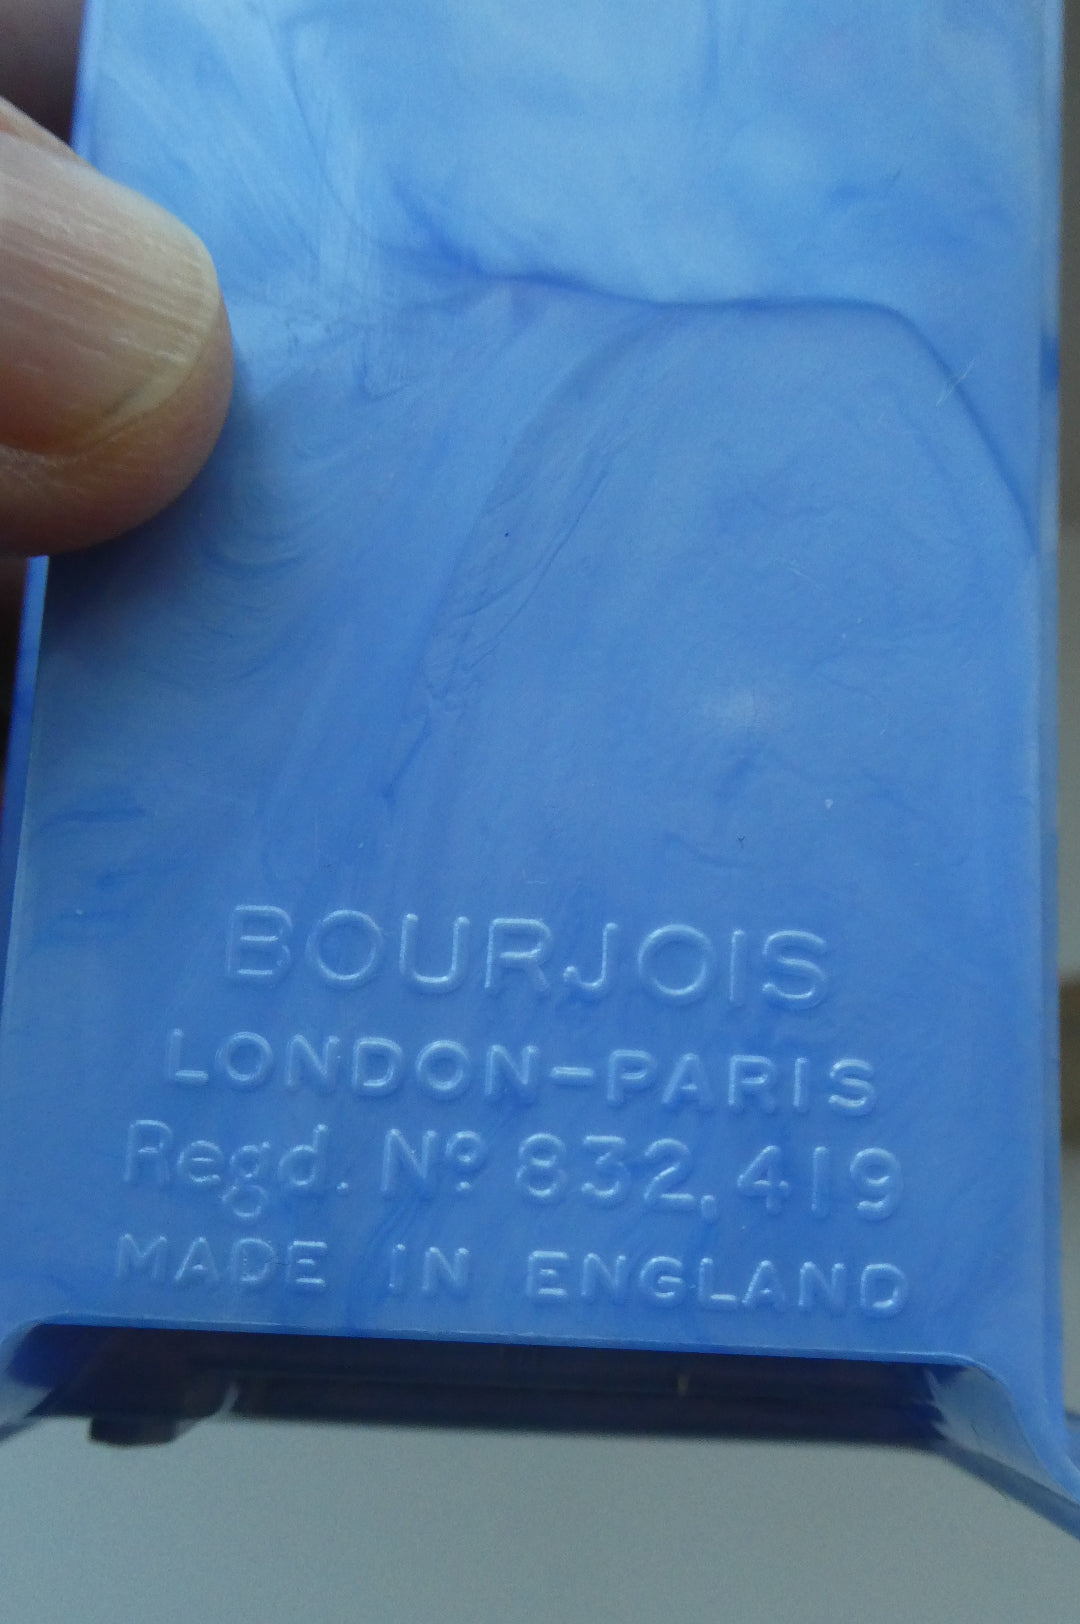 BOURJOIS
LONDON-PARIS
Regd. Nº 832,419
MADE IN ENGLAND